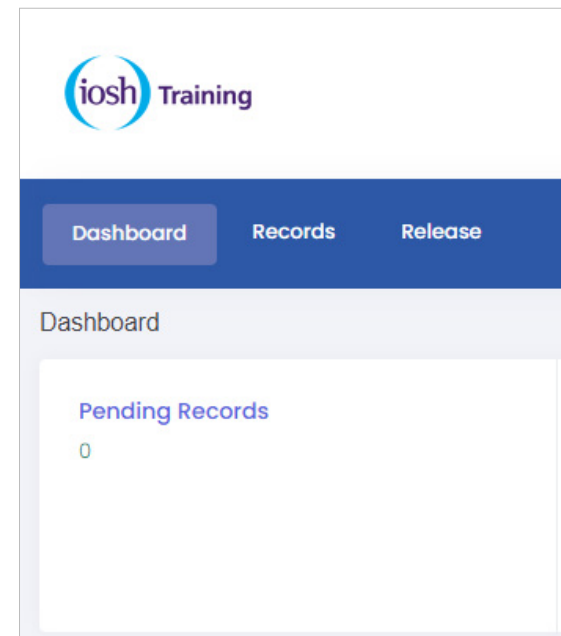 iosh Training
Dashboard Records Release
Dashboard
Pending Records
0